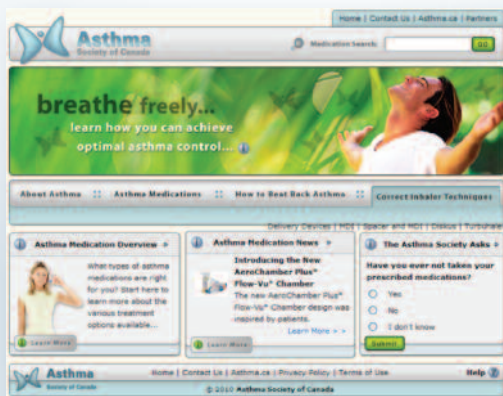 Home | Contact Us | Asthma.ca | Partners
Asthma
Society of Canada
Medication Search:
GO
breathe freely...
learn how you can achieve
optimal asthma control...
About Asthma
Asthma Medications
How to Beat Back Asthma
Correct Inhaler Techniques
Delivery Devices | MDI | Spacer and MDI | Diskus | Turbuhaler
Asthma Medication Overview
What types of asthma
medications are right
for you? Start here to
learn more about the
various treatment
options available...
Learn More
Asthma Medication News
Introducing the New
AeroChamber Plus®
Flow-Vu® Chamber
The new AeroChamber Plus®
Flow-Vu® Chamber design was
inspired by patients.
Learn More > >
Learn More
The Asthma Society Asks
Have you ever not taken your
prescribed medications?
Yes
No
I don't know
Submit
Asthma
Society of Canada
Home | Contact Us | Asthma.ca | Privacy Policy | Terms of Use
Help ?
© 2010 Asthma Society of Canada